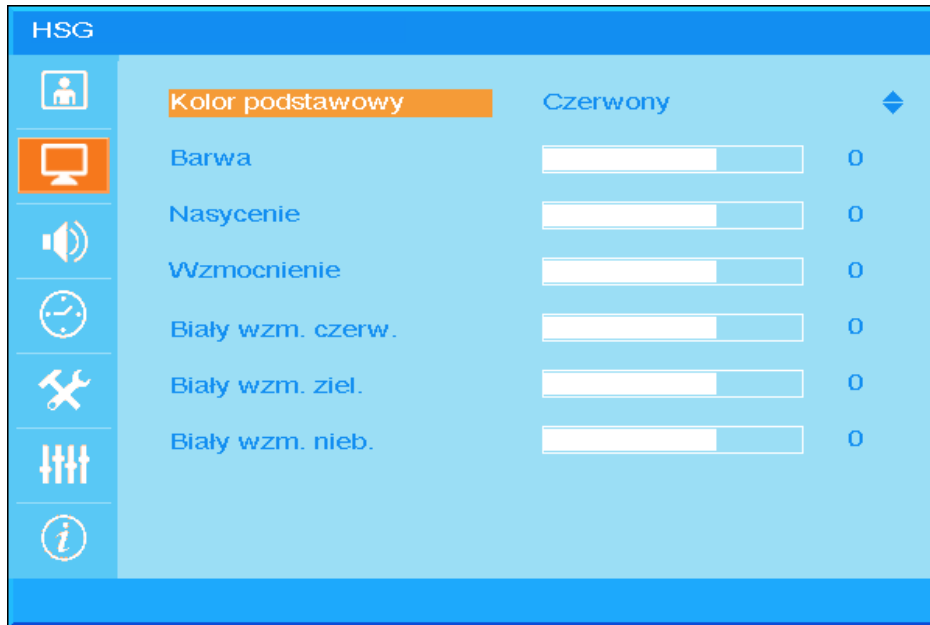 HSG
Kolor podstawowy Czerwony
Barwa 0
Nasycenie 0
Wzmocnienie 0
Biały wzm. czerw. 0
Biały wzm. ziel. 0
Biały wzm. nieb. 0